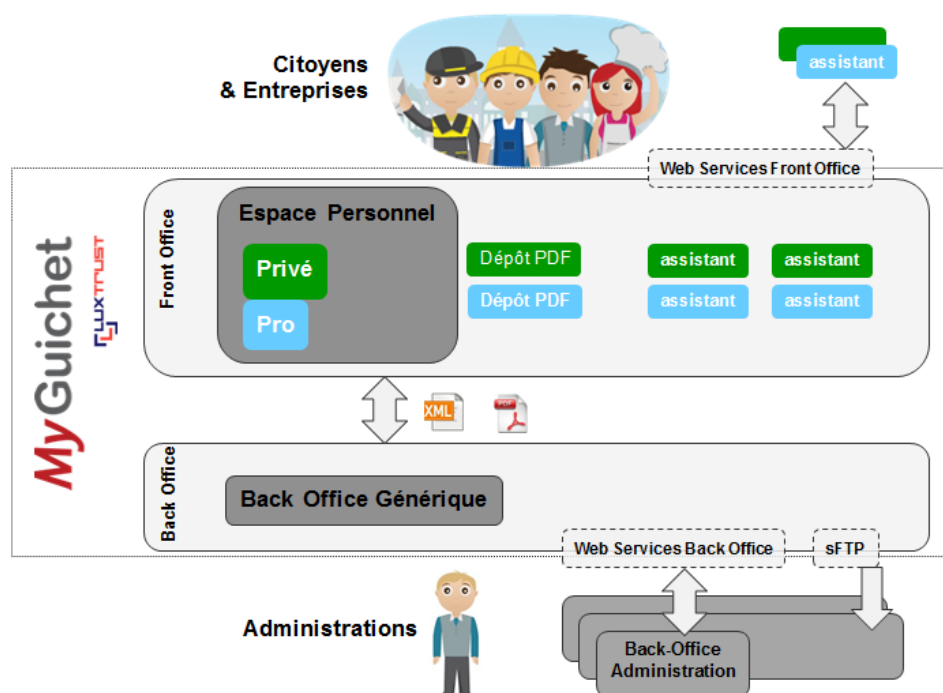 Citoyens
& Entreprises
assistant
Web Services Front Office
MyGuichet
LUXTRUST
Front Office
Espace Personnel
Privé
Pro
Dépôt PDF
Dépôt PDF
assistant
assistant
assistant
assistant
XML
PDF
Back Office
Back Office Générique
Web Services Back Office
sFTP
Administrations
Back-Office
Administration